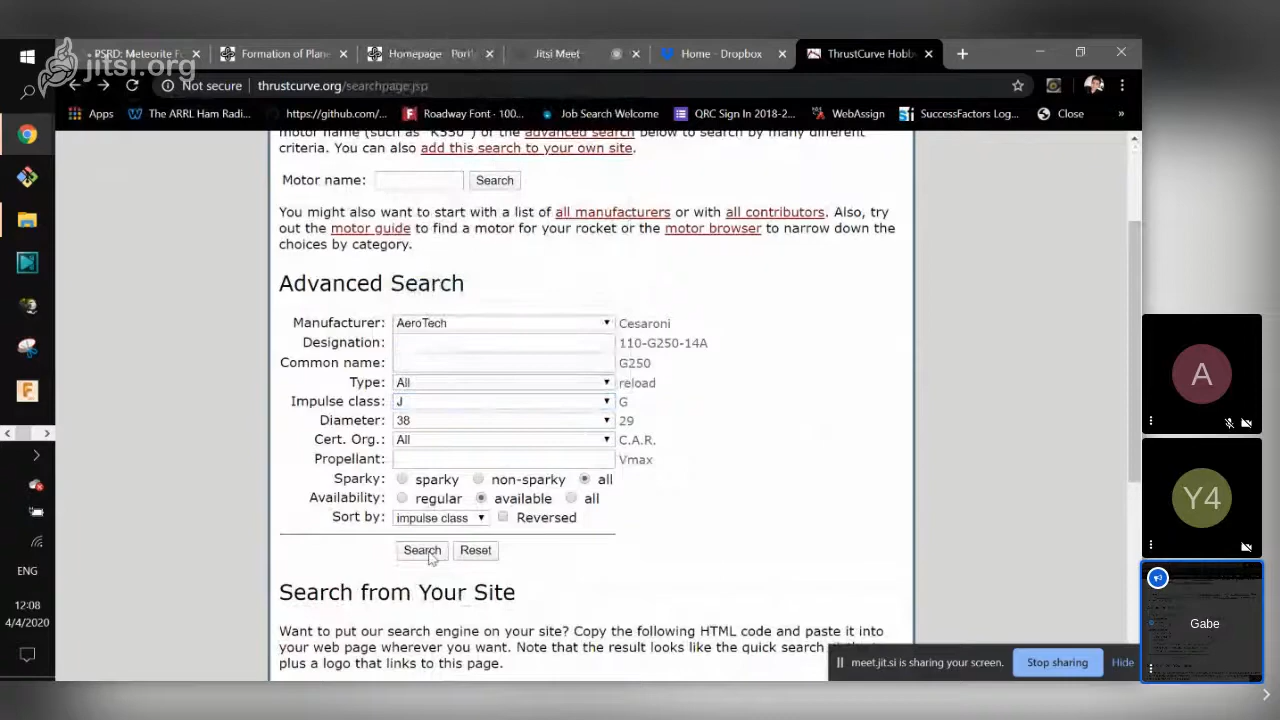 PSRD: Meteorite F
Formation of Plane
Homepage Port
Jitsi Meet
Home - Dropbox
ThrustCurve Hobby
jitsi.org
Not secure | thrustcurve.org/searchpage.jsp
Apps
The ARRL Ham Radi...
https://github.com/...
Roadway Font · 100...
Job Search Welcome
QRC Sign In 2018-2...
WebAssign
SuccessFactors Log...
Close
»
motor name (such as "K550") or the advanced search below to search by many different
criteria. You can also add this search to your own site.
Motor name: Search
You might also want to start with a list of all manufacturers or with all contributors. Also, try
out the motor guide to find a motor for your rocket or the motor browser to narrow down the
choices by category.
Advanced Search
Manufacturer: AeroTech Cesaroni
Designation: 110-G250-14A
Common name: G250
Type: All reload
Impulse class: J G
Diameter: 38 29
Cert. Org.: All C.A.R.
Propellant: Vmax
Sparky: sparky non-sparky all
Availability: regular available all
Sort by: impulse class Reversed
Search Reset
Search from Your Site
Want to put our search engine on your site? Copy the following HTML code and paste it into
your web page wherever you want. Note that the result looks like the quick search
plus a logo that links to this page.
meet.jit.si is sharing your screen. Stop sharing Hide
ENG
12:08
4/4/2020
A
Y4
Gabe